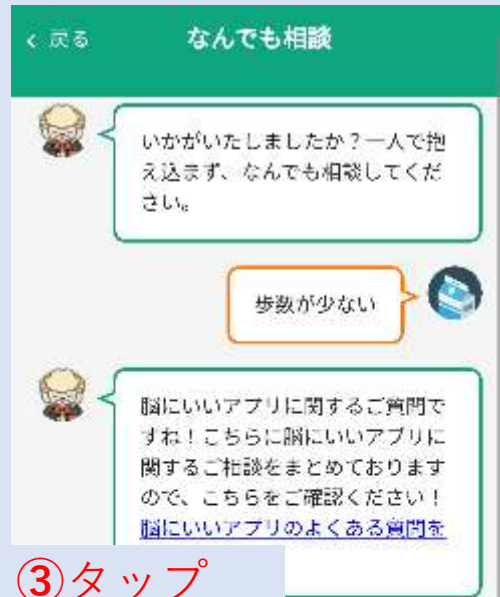 < 戻る
なんでも相談
いかがいたしましたか？一人で抱
え込まず、なんでも相談してくだ
さい。
歩数が少ない
脳にいいアプリに関するご質問で
すね！こちらに脳にいいアプリに
関するご相談をまとめております
ので、こちらをご確認ください！
脳にいいアプリのよくある質問を
③タップ